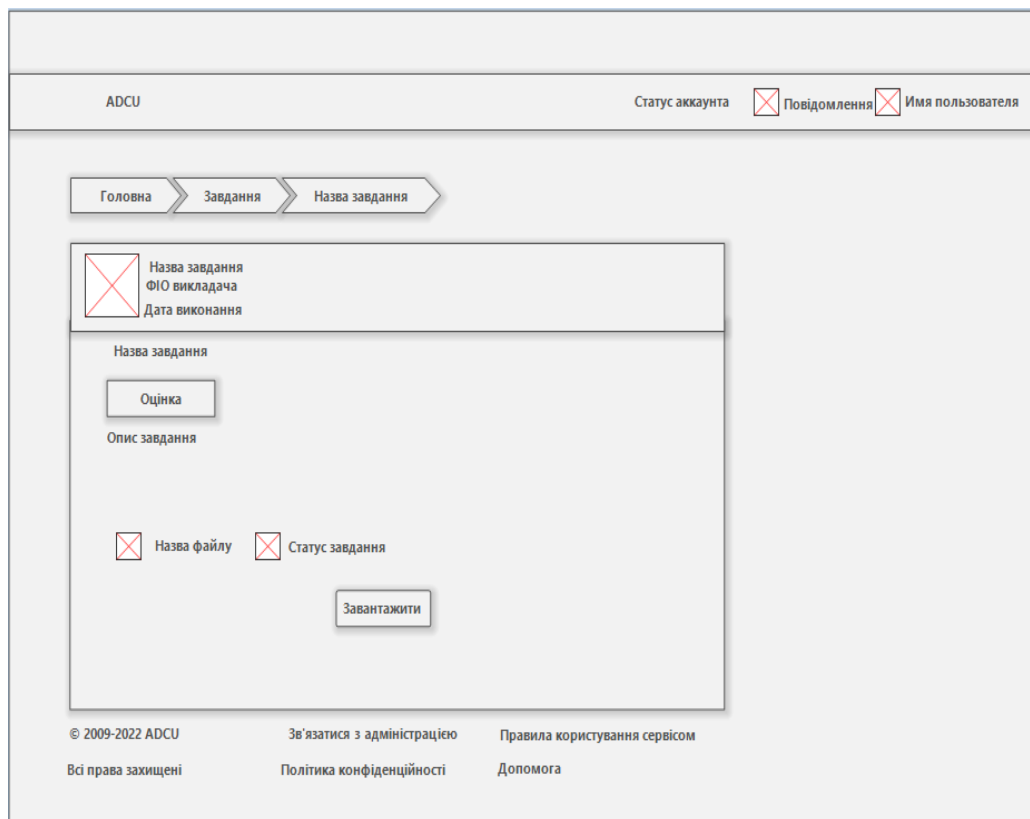 ADCU Статус аккаунта Повідомлення Имя пользователя
Головна Завдання Назва завдання
Назва завдання
ФІО викладача
Дата виконання
Назва завдання
Оцінка
Опис завдання
Назва файлу Статус завдання
Завантажити
© 2009-2022 ADCU Зв'язатися з адміністрацією Правила користування сервісом
Всі права захищені Політика конфіденційності Допомога